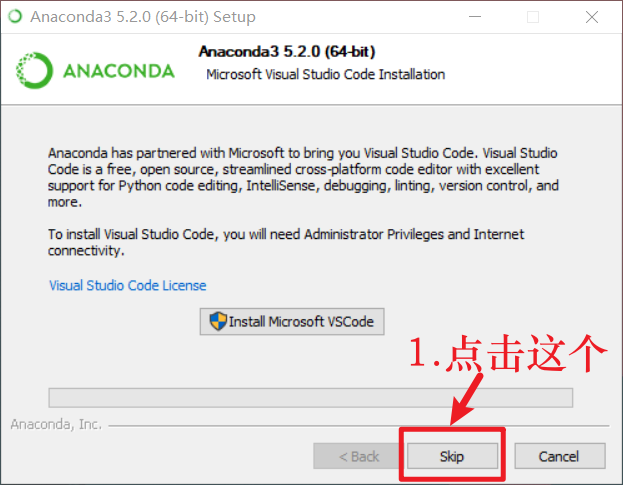 Anaconda3 5.2.0 (64-bit) Setup
Anaconda3 5.2.0 (64-bit)
ANACONDA
Microsoft Visual Studio Code Installation
Anaconda has partnered with Microsoft to bring you Visual Studio Code. Visual Studio
Code is a free, open source, streamlined cross-platform code editor with excellent
support for Python code editing, IntelliSense, debugging, linting, version control, and
more.
To install Visual Studio Code, you will need Administrator Privileges and Internet
connectivity.
Visual Studio Code License
Install Microsoft VSCode
1.点击这个
Anaconda, Inc.
< Back Skip Cancel